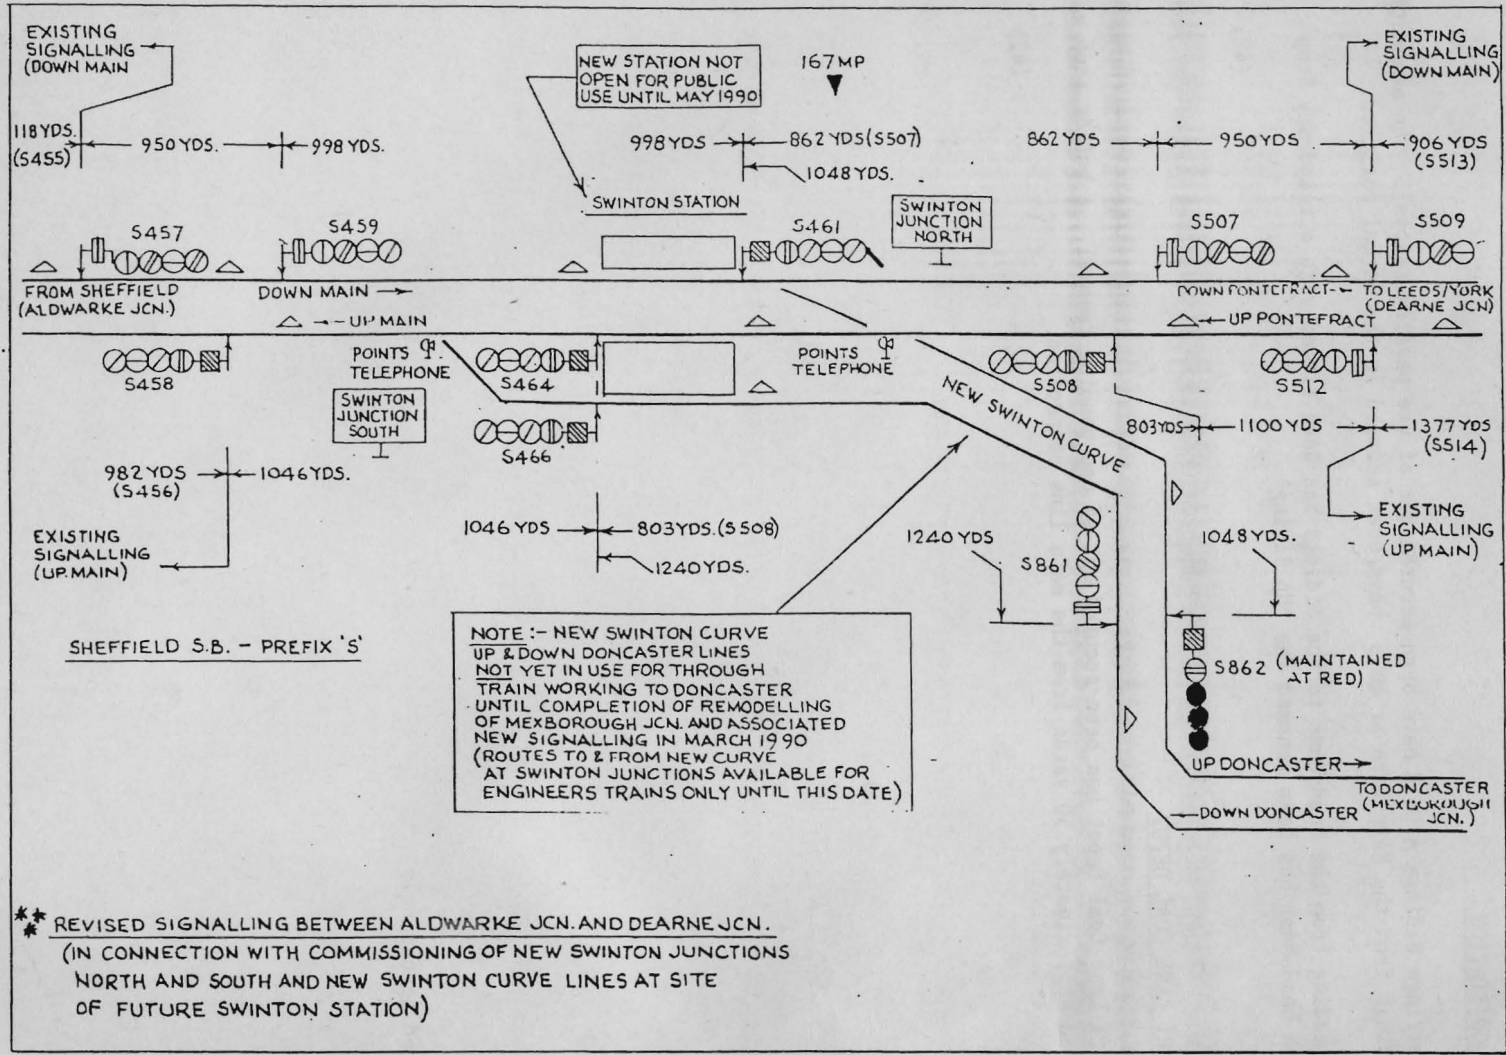 EXISTING
SIGNALLING
(DOWN MAIN
NEW STATION NOT
OPEN FOR PUBLIC
USE UNTIL MAY 1990
167MP
EXISTING
SIGNALLING
(DOWN MAIN)
118 YDS.
(S455)
950 YDS.
998 YDS.
998 YDS
862 YDS (S507)
1048 YDS.
862 YDS
950 YDS
906 YDS
(S513)
SWINTON STATION
SWINTON
JUNCTION
NORTH
S457
S459
S461
S507
S509
FROM SHEFFIELD
(ALDWARKE JCN.)
DOWN MAIN
DOWN PONTEFRACT
TO LEEDS/YORK
(DEARNE JCN)
UP MAIN
UP PONTEFRACT
POINTS
TELEPHONE
POINTS
TELEPHONE
S458
S464
S508
S512
SWINTON
JUNCTION
SOUTH
NEW SWINTON CURVE
S466
803 YDS
1100 YDS
1377 YDS
(S514)
982 YDS
(S456)
1046 YDS.
EXISTING
SIGNALLING
(UP. MAIN)
1046 YDS
803 YDS. (S508)
1240 YDS.
1240 YDS
S861
1048 YDS.
EXISTING
SIGNALLING
(UP MAIN)
SHEFFIELD S.B. - PREFIX 'S'
NOTE :- NEW SWINTON CURVE
UP & DOWN DONCASTER LINES
NOT YET IN USE FOR THROUGH
TRAIN WORKING TO DONCASTER
UNTIL COMPLETION OF REMODELLING
OF MEXBOROUGH JCN. AND ASSOCIATED
NEW SIGNALLING IN MARCH 1990
(ROUTES TO & FROM NEW CURVE
AT SWINTON JUNCTIONS AVAILABLE FOR
ENGINEERS TRAINS ONLY UNTIL THIS DATE)
S862 (MAINTAINED
AT RED)
UP DONCASTER
TO DONCASTER
(MEXBOROUGH
JCN.)
DOWN DONCASTER
*** REVISED SIGNALLING BETWEEN ALDWARKE JCN. AND DEARNE JCN.
(IN CONNECTION WITH COMMISSIONING OF NEW SWINTON JUNCTIONS
NORTH AND SOUTH AND NEW SWINTON CURVE LINES AT SITE
OF FUTURE SWINTON STATION)